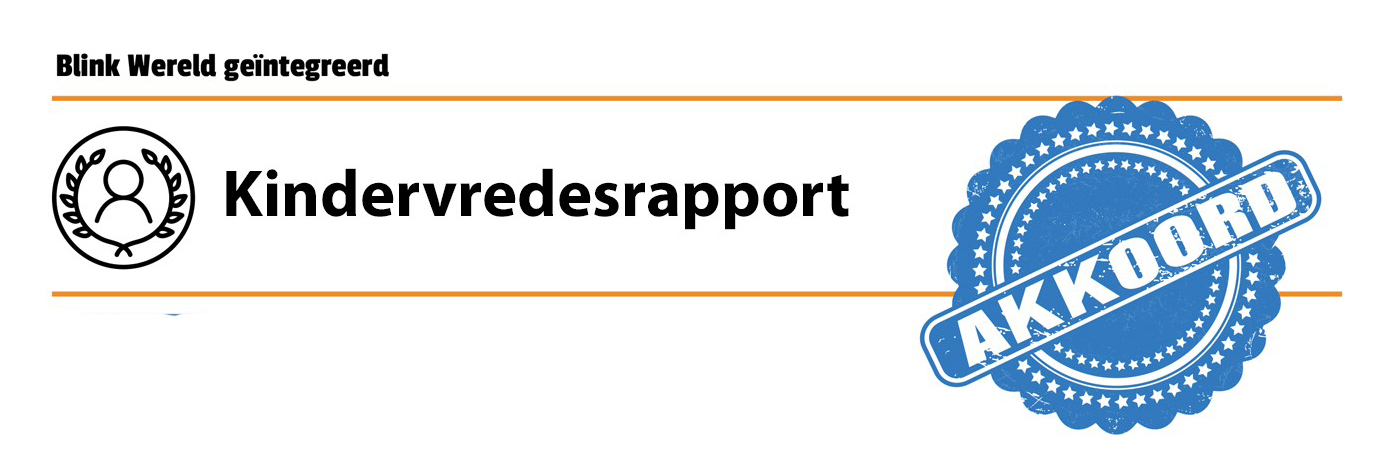 Blink Wereld geïntegreerd
Kindervredesrapport
AKKOORD